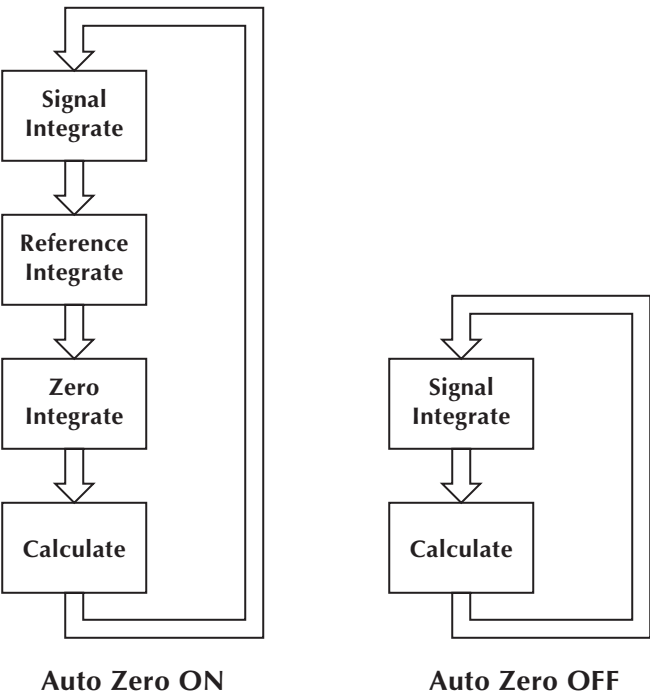 Signal
Integrate
Reference
Integrate
Zero
Integrate
Calculate
Auto Zero ON
Signal
Integrate
Calculate
Auto Zero OFF